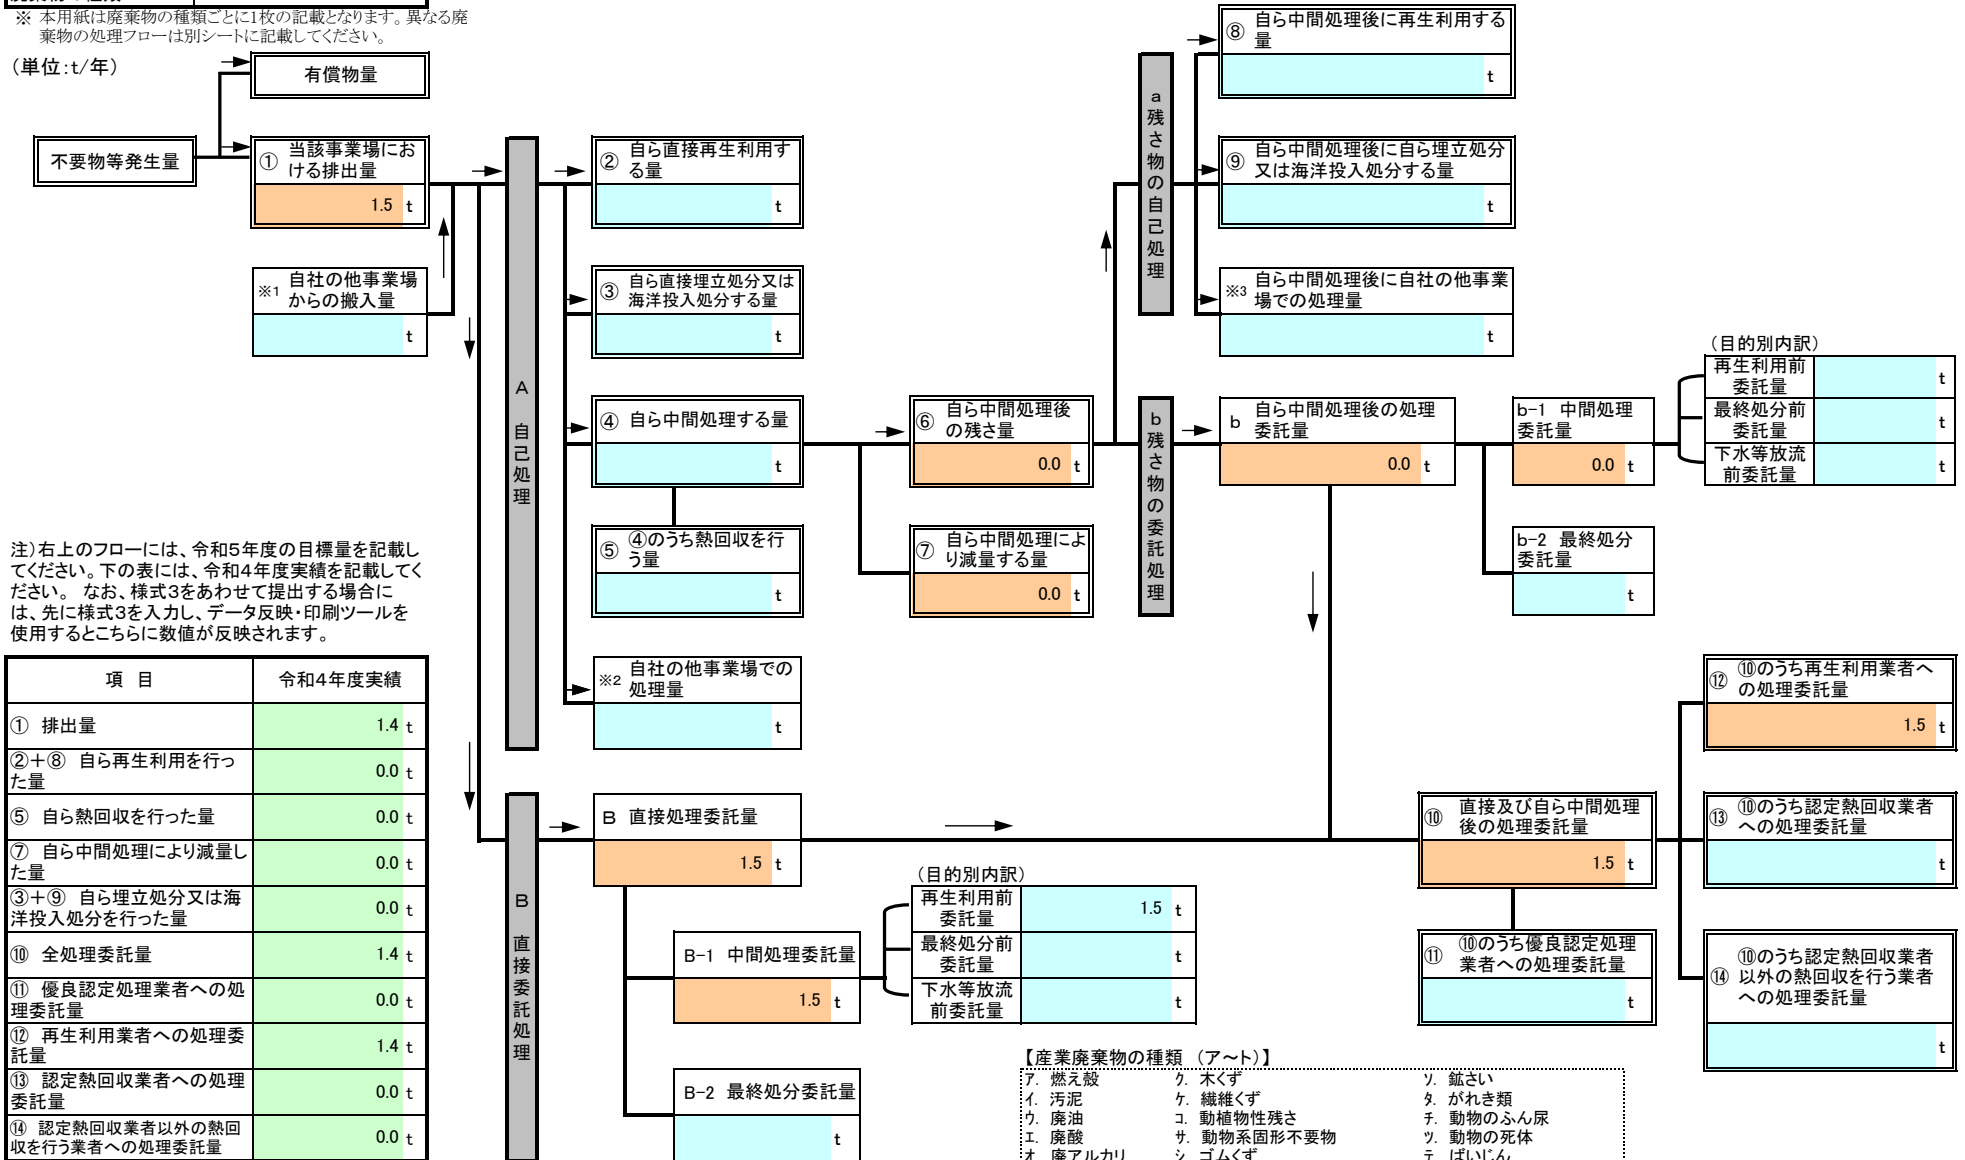 ※ 本用紙は廃棄物の種類ごとに1枚の記載となります。異なる廃
棄物の処理フローは別シートに記載してください。
(単位:t/年)
有償物量
不要物等発生量
① 当該事業場にお
ける排出量
1.5 t
※1 自社の他事業場
からの搬入量
t
A 自己処理
② 自ら直接再生利用す
る量
t
③ 自ら直接埋立処分又は
海洋投入処分する量
t
④ 自ら中間処理する量
t
⑤ ④のうち熱回収を行
う量
t
※2 自社の他事業場での
処理量
t
⑥ 自ら中間処理後
の残さ量
0.0 t
⑦ 自ら中間処理によ
り減量する量
0.0 t
a 残さ物の自己処理
⑧ 自ら中間処理後に再生利用する
量
t
⑨ 自ら中間処理後に自ら埋立処分
又は海洋投入処分する量
t
※3 自ら中間処理後に自社の他事業
場での処理量
t
b 残さ物の委託処理
b 自ら中間処理後の処理
委託量
0.0 t
b-1 中間処理
委託量
0.0 t
b-2 最終処分
委託量
t
(目的別内訳)
再生利用前
委託量
t
最終処分前
委託量
t
下水等放流
前委託量
t
注)右上のフローには、令和5年度の目標量を記載し
てください。下の表には、令和4年度実績を記載してく
ださい。 なお、様式3をあわせて提出する場合に
は、先に様式3を入力し、データ反映・印刷ツールを
使用するとこちらに数値が反映されます。
項 目 令和4年度実績
① 排出量 1.4 t
②+⑧ 自ら再生利用を行っ
た量 0.0 t
⑤ 自ら熱回収を行った量 0.0 t
⑦ 自ら中間処理により減量し
た量 0.0 t
③+⑨ 自ら埋立処分又は海
洋投入処分を行った量 0.0 t
⑩ 全処理委託量 1.4 t
⑪ 優良認定処理業者への処
理委託量 0.0 t
⑫ 再生利用業者への処理委
託量 1.4 t
⑬ 認定熱回収業者への処理
委託量 0.0 t
⑭ 認定熱回収業者以外の熱回
収を行う業者への処理委託量 0.0 t
B 直接委託処理
B 直接処理委託量
1.5 t
B-1 中間処理委託量
1.5 t
B-2 最終処分委託量
t
(目的別内訳)
再生利用前
委託量
1.5 t
最終処分前
委託量
t
下水等放流
前委託量
t
⑩ 直接及び自ら中間処理
後の処理委託量
1.5 t
⑪ ⑩のうち優良認定処理
業者への処理委託量
t
⑫ ⑩のうち再生利用業者へ
の処理委託量
1.5 t
⑬ ⑩のうち認定熱回収業者
への処理委託量
t
⑭ ⑩のうち認定熱回収業者
以外の熱回収を行う業者
への処理委託量
t
【産業廃棄物の種類 (ア~ト)】
ア. 燃え殻 ク. 木くず ソ. 鉱さい
イ. 汚泥 ケ. 繊維くず タ. がれき類
ウ. 廃油 コ. 動植物性残さ チ. 動物のふん尿
エ. 廃酸 サ. 動物系固形不要物 ツ. 動物の死体
オ. 廃アルカリ シ. ゴムくず テ. ばいじん